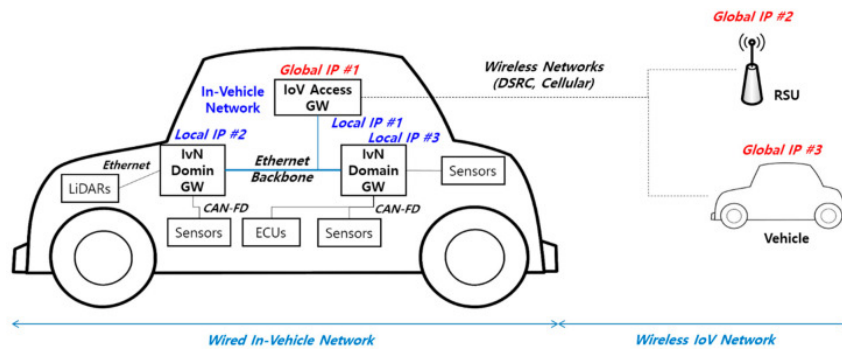 Global IP #2
Global IP #1
Wireless Networks
(DSRC, Cellular)
In-Vehicle
Network
IoV Access
GW
RSU
Local IP #1
Local IP #2
Local IP #3
Global IP #3
Ethernet
IvN
Domin
GW
Ethernet
Backbone
IvN
Domain
GW
Sensors
LiDARs
CAN-FD
CAN-FD
Sensors
ECUs
Sensors
Vehicle
Wired In-Vehicle Network
Wireless IoV Network